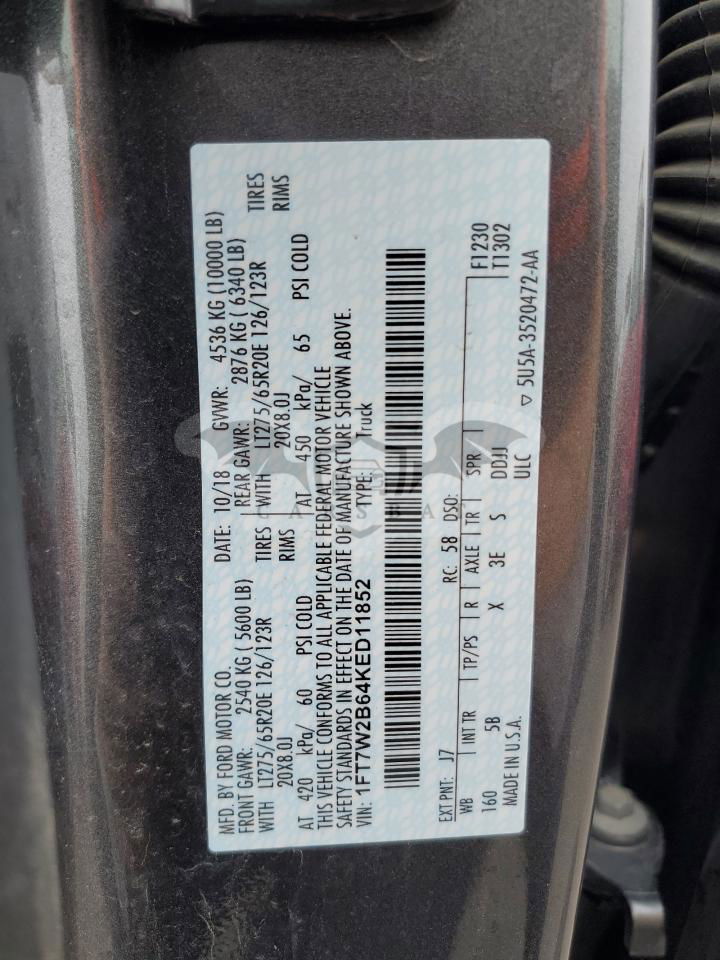 MFD. BY FORD MOTOR CO.
DATE: 10/18 GVWR: 4536 KG (10000 LB)
FRONT GAWR: 2540 KG ( 5600 LB)
REAR GAWR: 2876 KG ( 6340 LB)
WITH LT275/65R20E 126/123R TIRES
WITH LT275/65R20E 126/123R TIRES
20X8.0J RIMS
20X8.0J RIMS
AT 420 kPa/ 60 PSI COLD
AT 450 kPa/ 65 PSI COLD
THIS VEHICLE CONFORMS TO ALL APPLICABLE FEDERAL MOTOR VEHICLE
SAFETY STANDARDS IN EFFECT ON THE DATE OF MANUFACTURE SHOWN ABOVE.
VIN: 1FT7W2B64KED11852 TYPE: Truck
EXT PNT: J7 RC: 58 DSO: F1230
WB INT TR TP/PS R AXLE TR SPR T1302
160 5B X 3E S DDJJ
MADE IN U.S.A. ULC ▽ 5U5A-3520472-AA